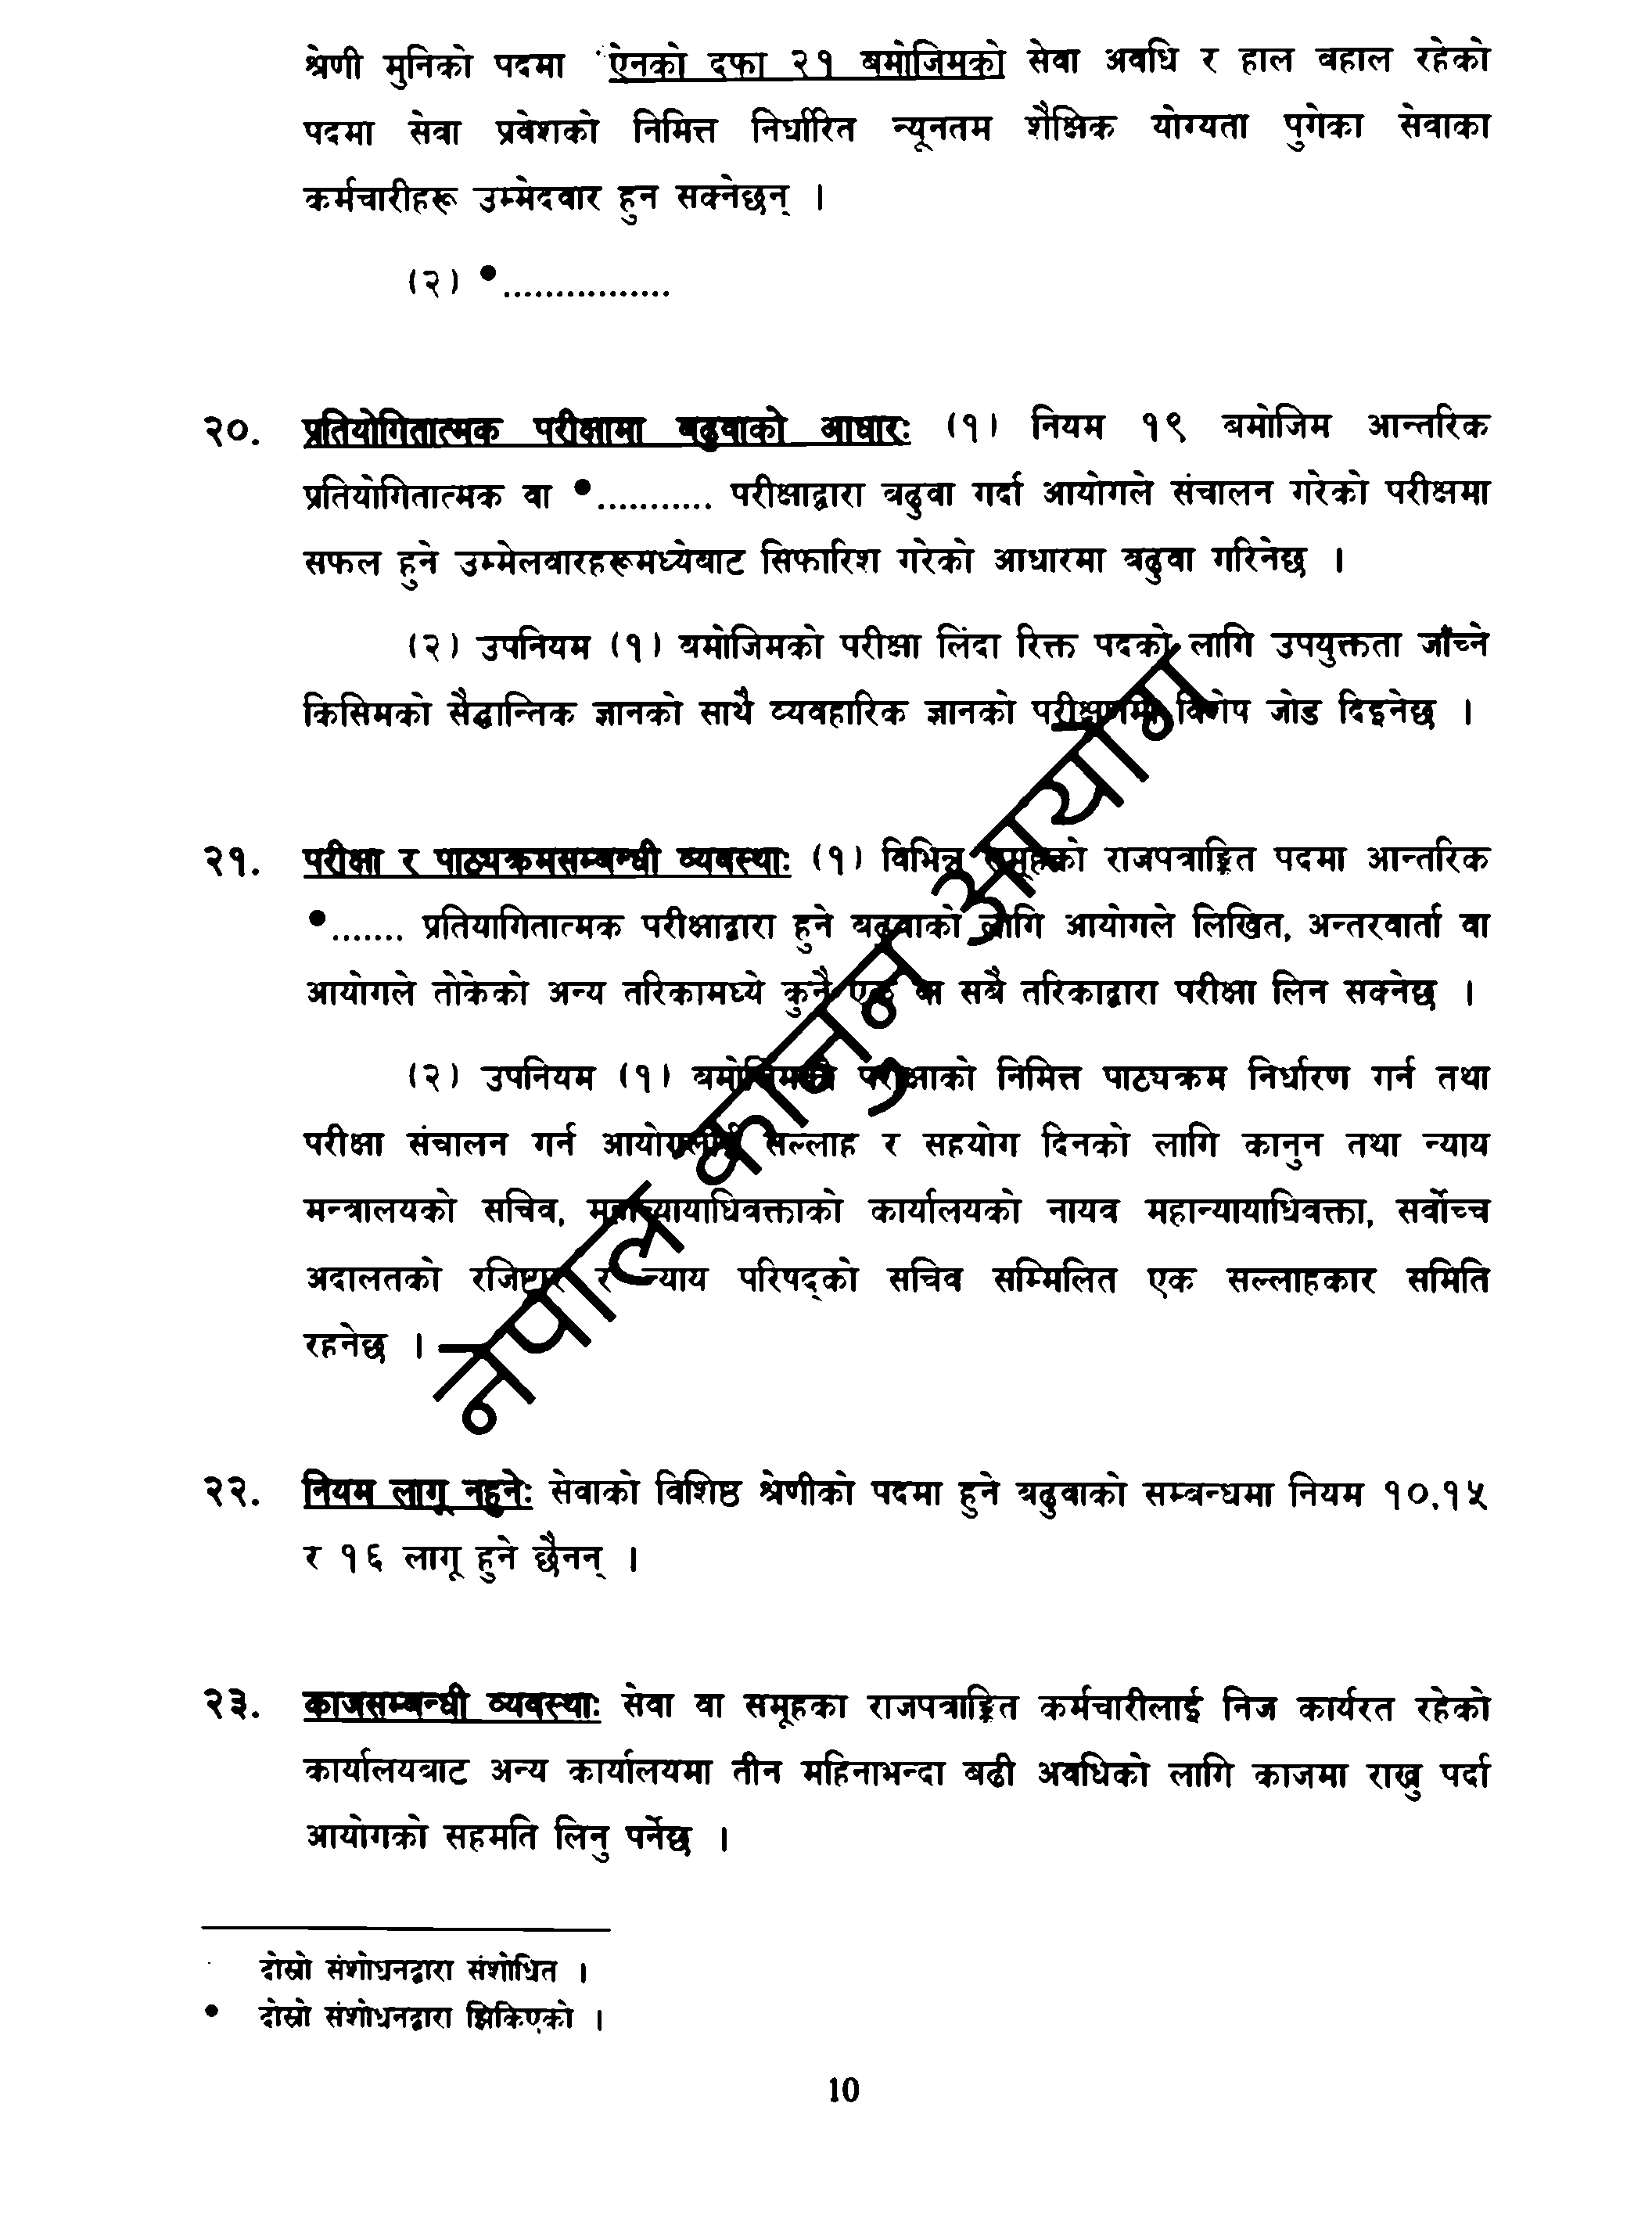 श्रेणी मुनिको पदमा ऐनको दफा २१ बमोजिमको सेवा अवधि र हाल बहाल रहेको
पदमा सेवा प्रवेशको निमित्त निर्धारित न्यूनतम शैक्षिक योग्यता पुगेका सेवाका
कर्मचारीहरू उम्मेदवार हुन सक्नेछन् ।
(२) •................
२०. प्रतियोगितात्मक परीक्षामा बढुवाको आधारः (१) नियम १९ बमोजिम आन्तरिक
प्रतियोगितात्मक वा •........... परीक्षाद्वारा बढुवा गर्दा आयोगले संचालन गरेको परीक्षमा
सफल हुने उम्मेलवारहरूमध्येबाट सिफारिश गरेको आधारमा बढुवा गरिनेछ ।
(२) उपनियम (१) बमोजिमको परीक्षा लिंदा रिक्त पदको लागि उपयुक्तता जाँच्ने
किसिमको सैद्धान्तिक ज्ञानको साथै व्यवहारिक ज्ञानको परीक्षणमा विशेष जोड दिइनेछ ।
२१. परीक्षा र पाठ्यक्रमसम्बन्धी व्यवस्थाः (१) विभिन्न समूहको राजपत्राङ्कित पदमा आन्तरिक
•....... प्रतियागितात्मक परीक्षाद्वारा हुने बढुवाको लागि आयोगले लिखित, अन्तरवार्ता वा
आयोगले तोकेको अन्य तरिकामध्ये कुनै एक वा सबै तरिकाद्वारा परीक्षा लिन सक्नेछ ।
(२) उपनियम (१) बमोजिमको परीक्षाको निमित्त पाठ्यक्रम निर्धारण गर्न तथा
परीक्षा संचालन गर्न आयोगलाई सल्लाह र सहयोग दिनको लागि कानुन तथा न्याय
मन्त्रालयको सचिव, महान्यायाधिवक्ताको कार्यालयको नायब महान्यायाधिवक्ता, सर्वोच्च
अदालतको रजिष्ट्रार र न्याय परिषद्को सचिव सम्मिलित एक सल्लाहकार समिति
रहनेछ ।
नेपाल कानुन आयोग
२२. नियम लागू नहुनेः सेवाको विशिष्ठ श्रेणीको पदमा हुने बढुवाको सम्बन्धमा नियम १०,१५
र १६ लागू हुने छैनन् ।
२३. काजसम्बन्धी व्यवस्थाः सेवा वा समूहका राजपत्राङ्कित कर्मचारीलाई निज कार्यरत रहेको
कार्यालयबाट अन्य कार्यालयमा तीन महिनाभन्दा बढी अवधिको लागि काजमा राख्नु पर्दा
आयोगको सहमति लिनु पर्नेछ ।
दोस्रो संशोधनद्वारा संशोधित ।
• दोस्रो संशोधनद्वारा झिकिएको ।
10